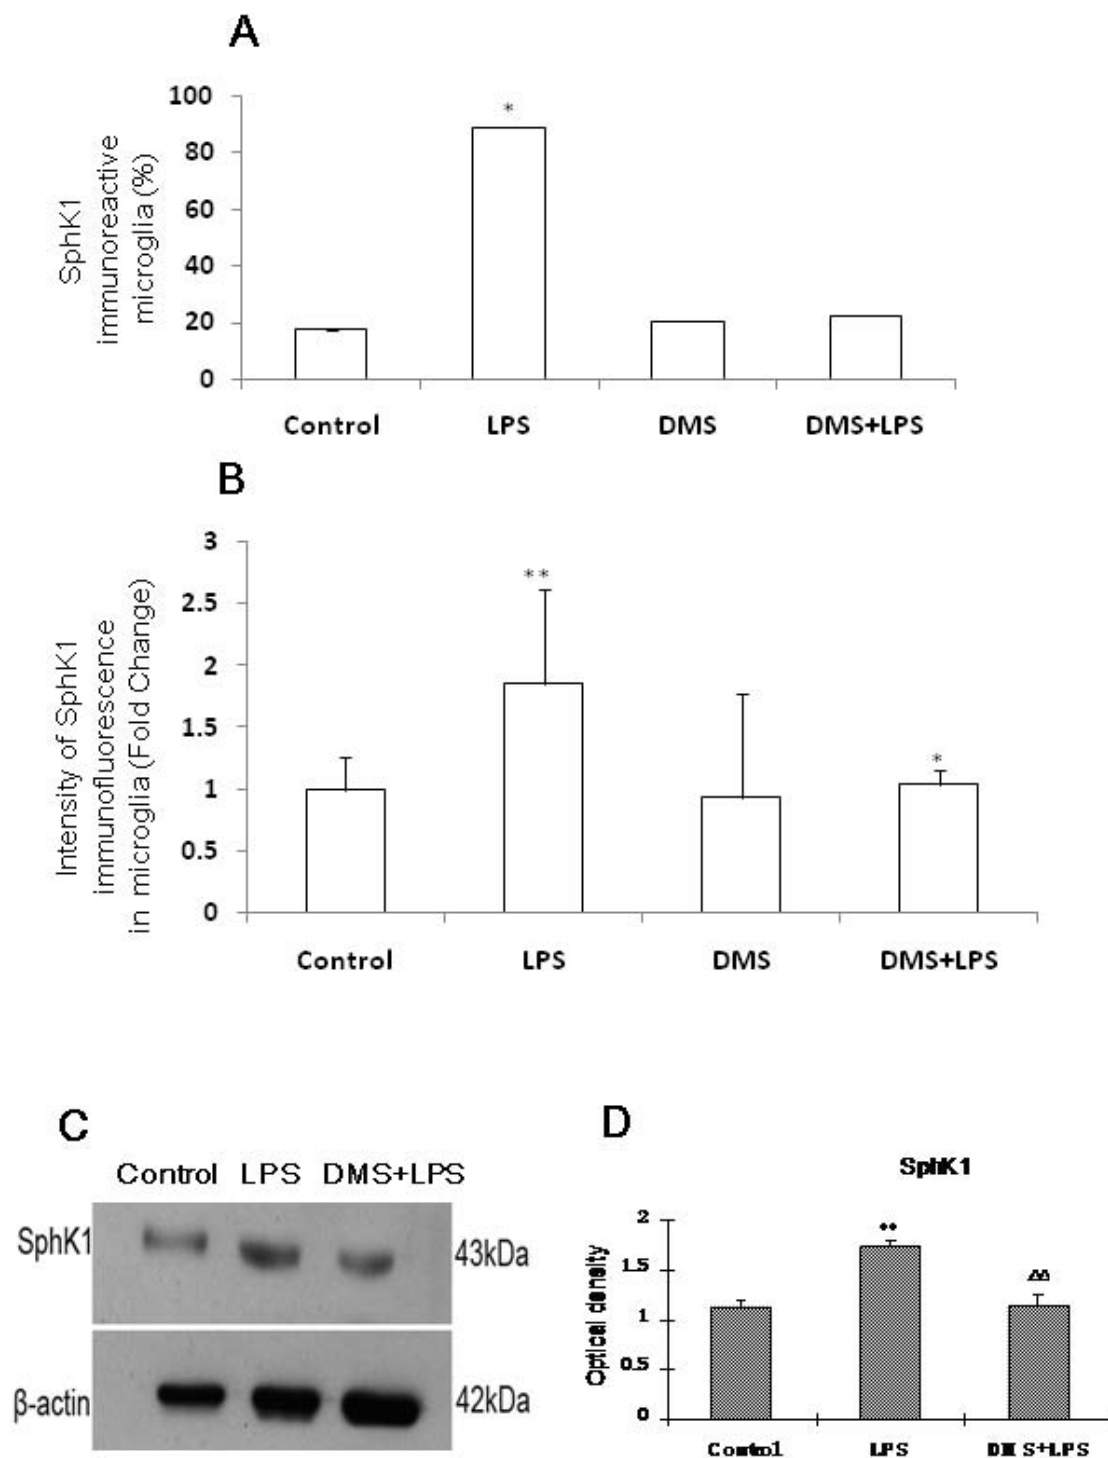 A
SphK1
immunoreactive
microglia (%)
100
80
60
40
20
0
*
Control LPS DMS DMS+LPS
B
Intensity of SphK1
immunofluorescence
in microglia (Fold Change)
3
2.5
2
1.5
1
0.5
0
**
*
Control LPS DMS DMS+LPS
C
Control LPS DMS+LPS
SphK1 43kDa
β-actin 42kDa
D
SphK1
Optical density
2
1.5
1
0.5
0
••
ΔΔ
Control LPS DMS+LPS